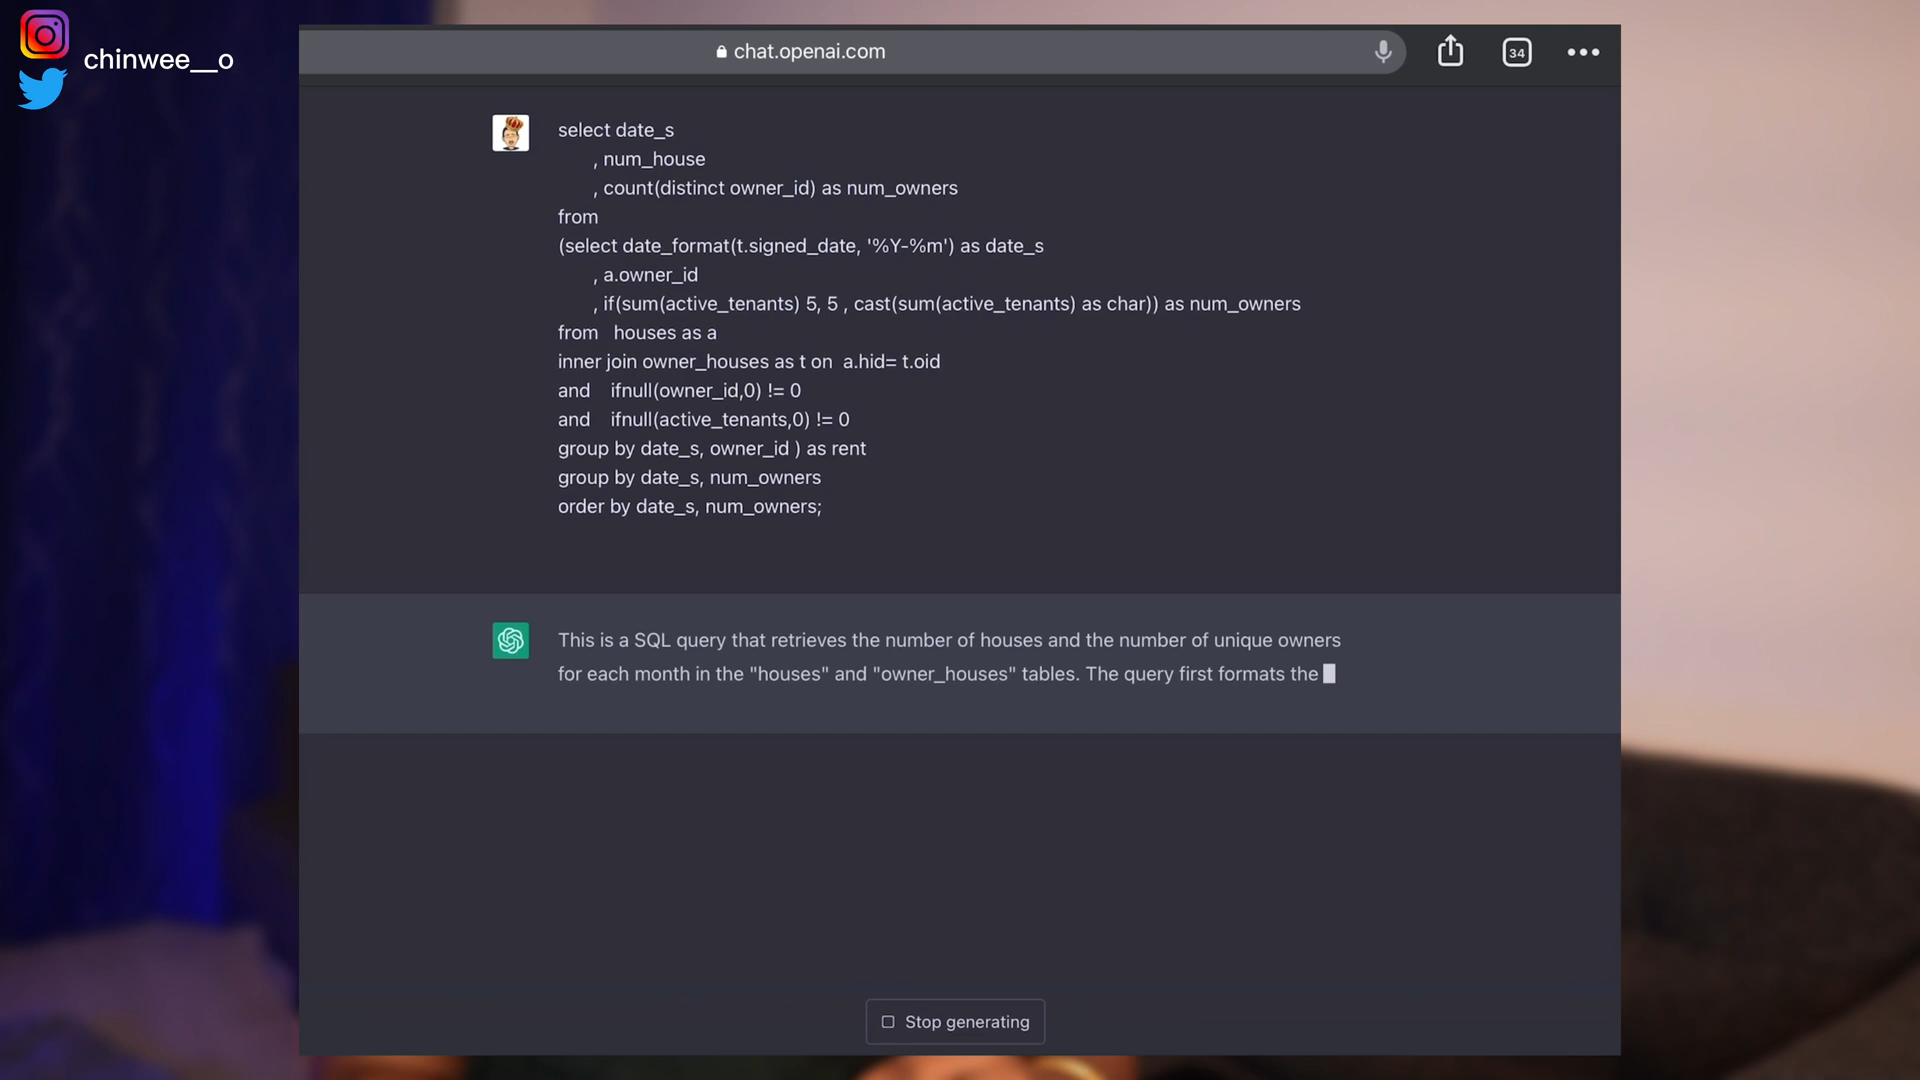 chinwee__o
chat.openai.com
34
select date_s
, num_house
, count(distinct owner_id) as num_owners
from
(select date_format(t.signed_date, '%Y-%m') as date_s
, a.owner_id
, if(sum(active_tenants) 5, 5 , cast(sum(active_tenants) as char)) as num_owners
from houses as a
inner join owner_houses as t on a.hid= t.oid
and ifnull(owner_id,0) != 0
and ifnull(active_tenants,0) != 0
group by date_s, owner_id ) as rent
group by date_s, num_owners
order by date_s, num_owners;
This is a SQL query that retrieves the number of houses and the number of unique owners
for each month in the "houses" and "owner_houses" tables. The query first formats the
Stop generating